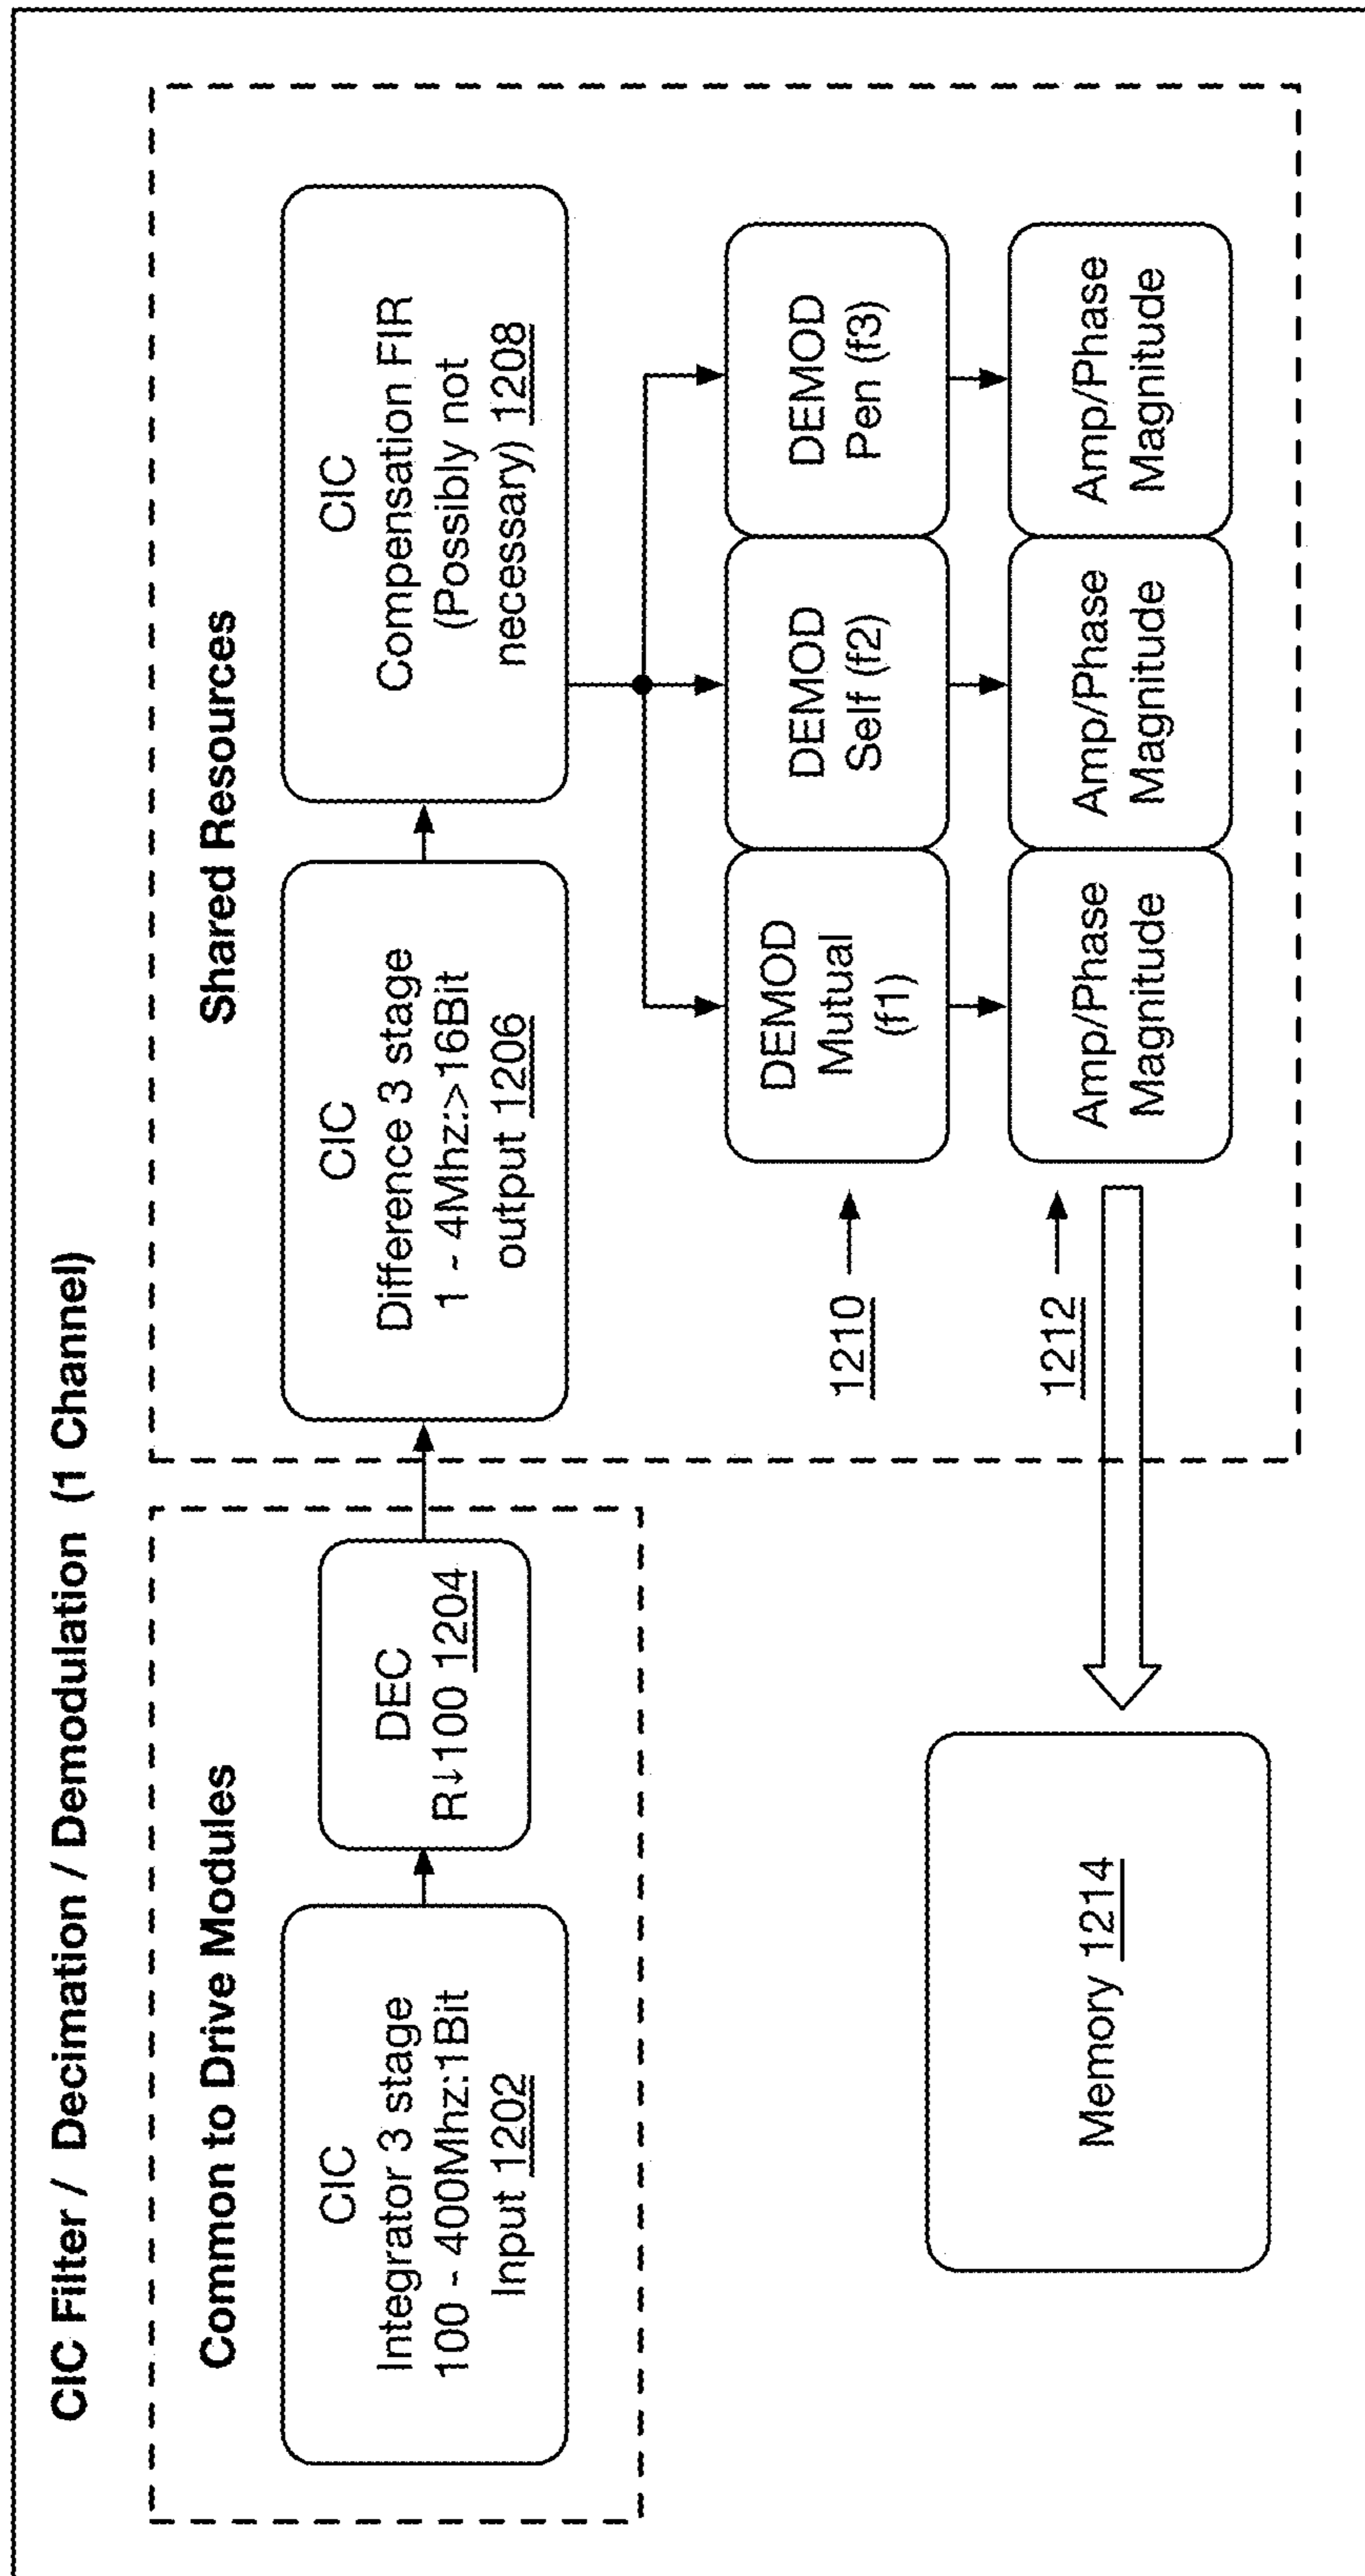 CIC Filter / Decimation / Demodulation (1 Channel)
Common to Drive Modules
CIC
Integrator 3 stage
100 - 400Mhz:1Bit
Input 1202
DEC
R↓100 1204
Shared Resources
CIC
Difference 3 stage
1 - 4Mhz:>16Bit
output 1206
CIC
Compensation FIR
(Possibly not
necessary) 1208
1210
DEMOD
Mutual
(f1)
DEMOD
Self (f2)
DEMOD
Pen (f3)
1212
Amp/Phase
Magnitude
Amp/Phase
Magnitude
Amp/Phase
Magnitude
Memory 1214